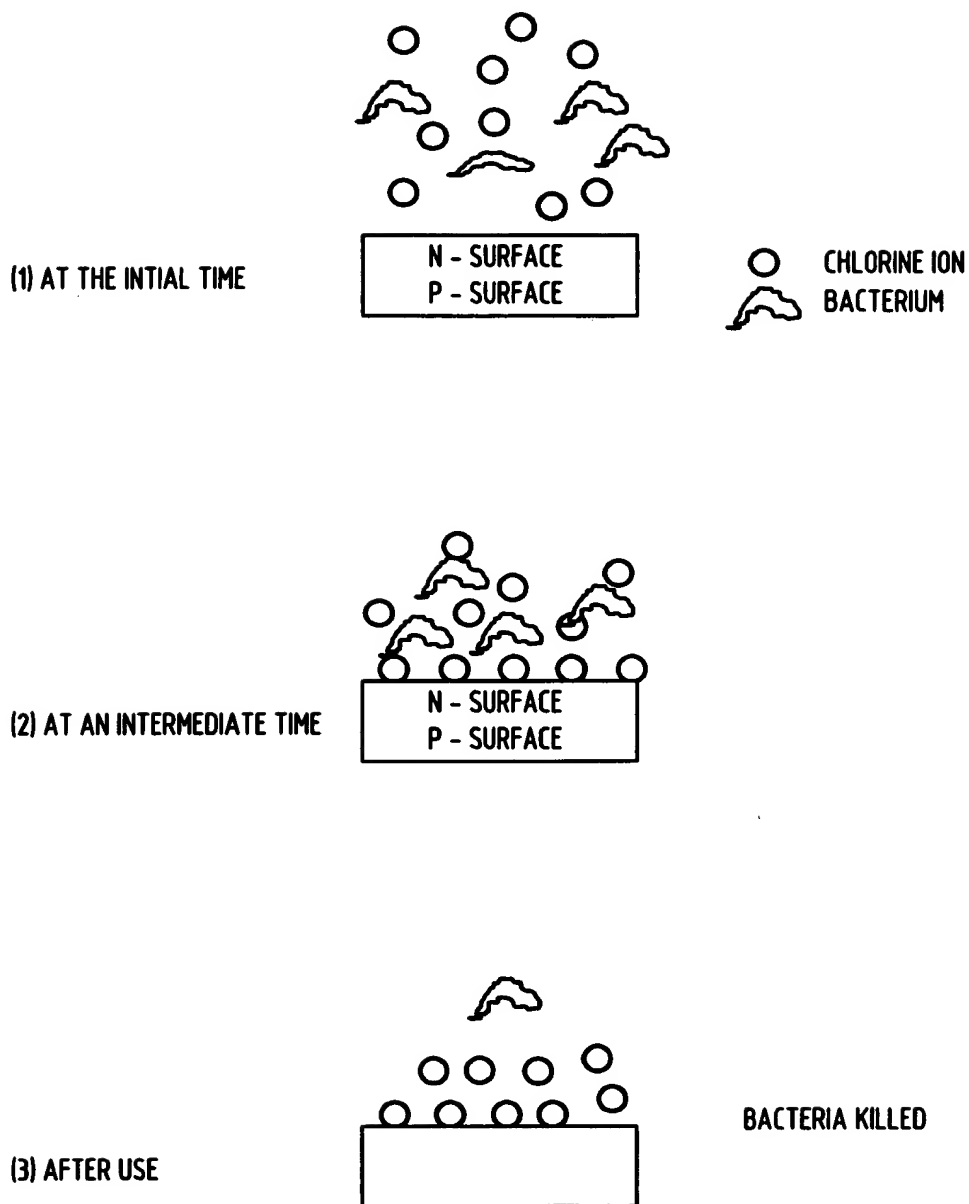 (1) AT THE INTIAL TIME
N - SURFACE
P - SURFACE
CHLORINE ION
BACTERIUM
(2) AT AN INTERMEDIATE TIME
N - SURFACE
P - SURFACE
(3) AFTER USE
BACTERIA KILLED